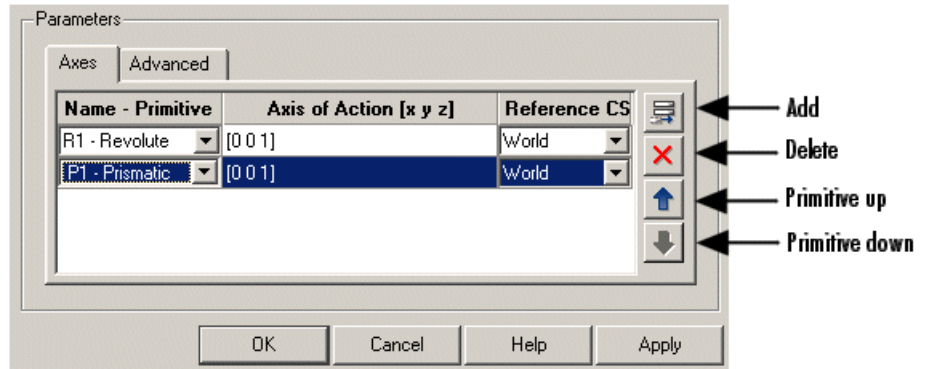 Parameters
Axes Advanced
Name - Primitive Axis of Action [x y z] Reference CS
R1 - Revolute [0 0 1] World
P1 - Prismatic [0 0 1] World
Add
Delete
Primitive up
Primitive down
OK Cancel Help Apply